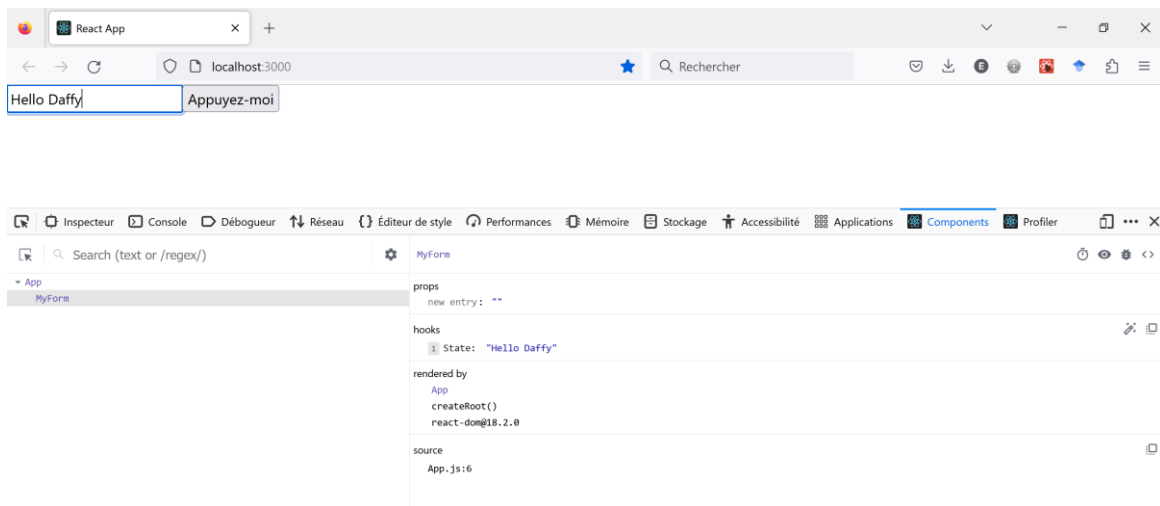 React App
localhost:3000
Rechercher
Hello Daffy
Appuyez-moi
Inspecteur Console Débogueur Réseau Éditeur de style Performances Mémoire Stockage Accessibilité Applications Components Profiler
Search (text or /regex/)
MyForm
App
MyForm
props
new entry: ""
hooks
1 State: "Hello Daffy"
rendered by
App
createRoot()
react-dom@18.2.0
source
App.js:6